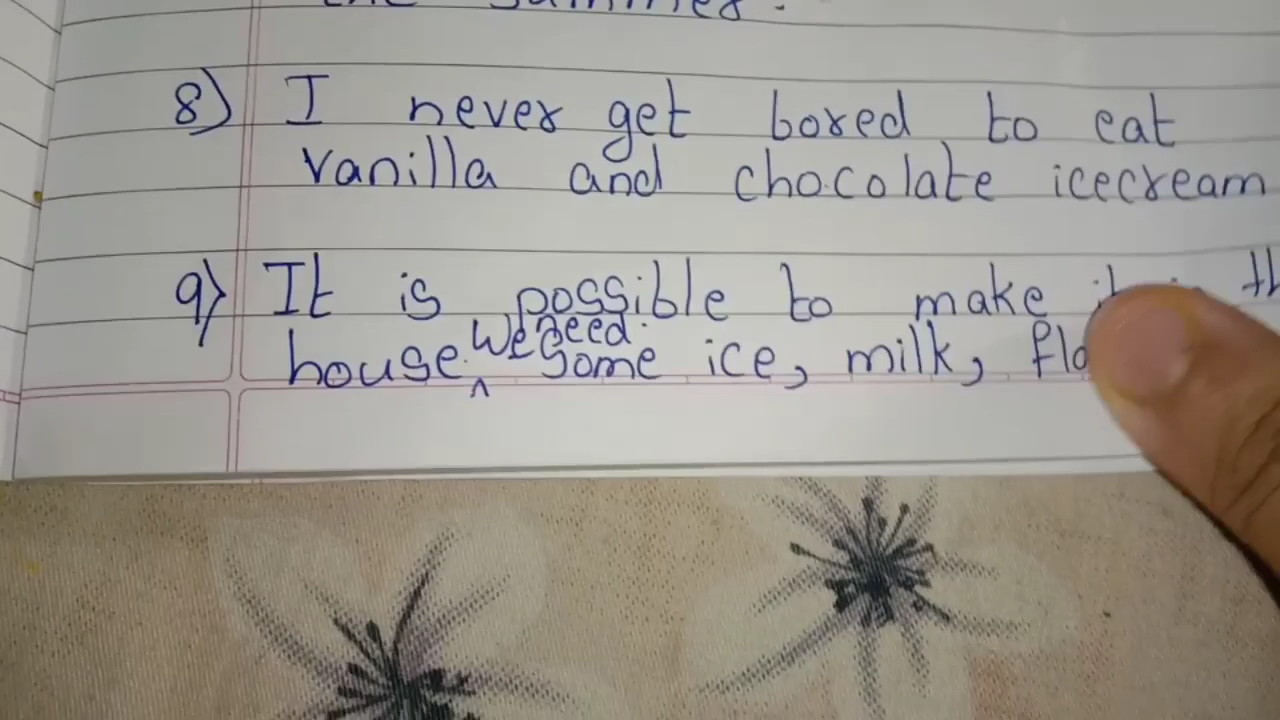 8) I never get bored to eat
vanilla and chocolate icecream
9) It is possible to make
we need.
house. ^ some ice, milk,